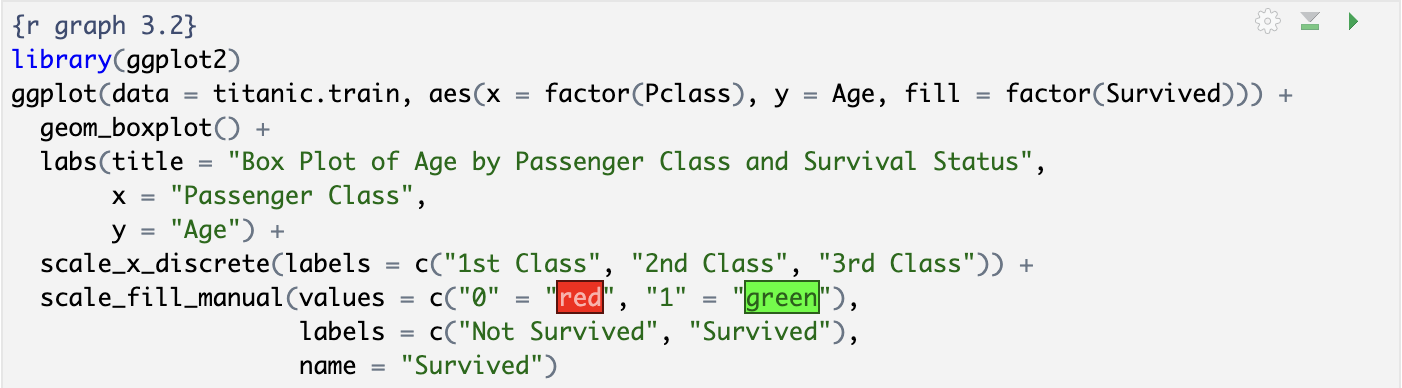 {r graph 3.2}
library(ggplot2)
ggplot(data = titanic.train, aes(x = factor(Pclass), y = Age, fill = factor(Survived))) +
  geom_boxplot() +
  labs(title = "Box Plot of Age by Passenger Class and Survival Status",
       x = "Passenger Class",
       y = "Age") +
  scale_x_discrete(labels = c("1st Class", "2nd Class", "3rd Class")) +
  scale_fill_manual(values = c("0" = "red", "1" = "green"),
                    labels = c("Not Survived", "Survived"),
                    name = "Survived")